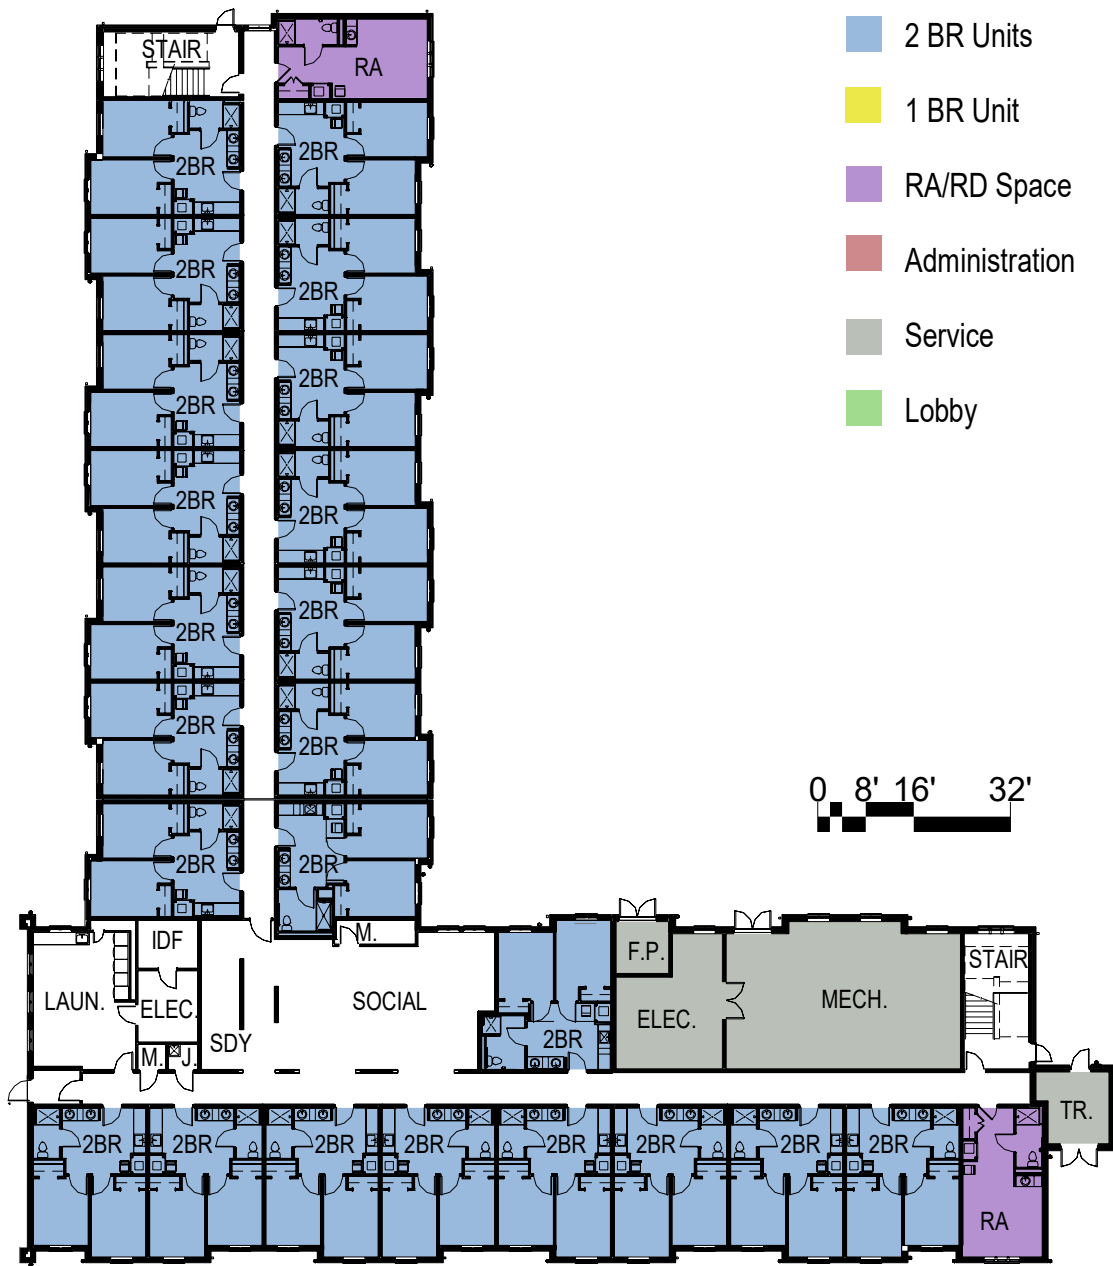 STAIR
RA
2BR
2BR
2BR
2BR
2BR
2BR
2BR
2BR
2BR
2BR
2BR
2BR
2BR
2BR
2 BR Units
1 BR Unit
RA/RD Space
Administration
Service
Lobby
0 8' 16' 32'
IDF
M.
LAUN.
ELEC.
SDY
SOCIAL
M.
J.
2BR
F.P.
ELEC.
MECH.
STAIR
TR.
2BR
2BR
2BR
2BR
2BR
2BR
2BR
2BR
RA